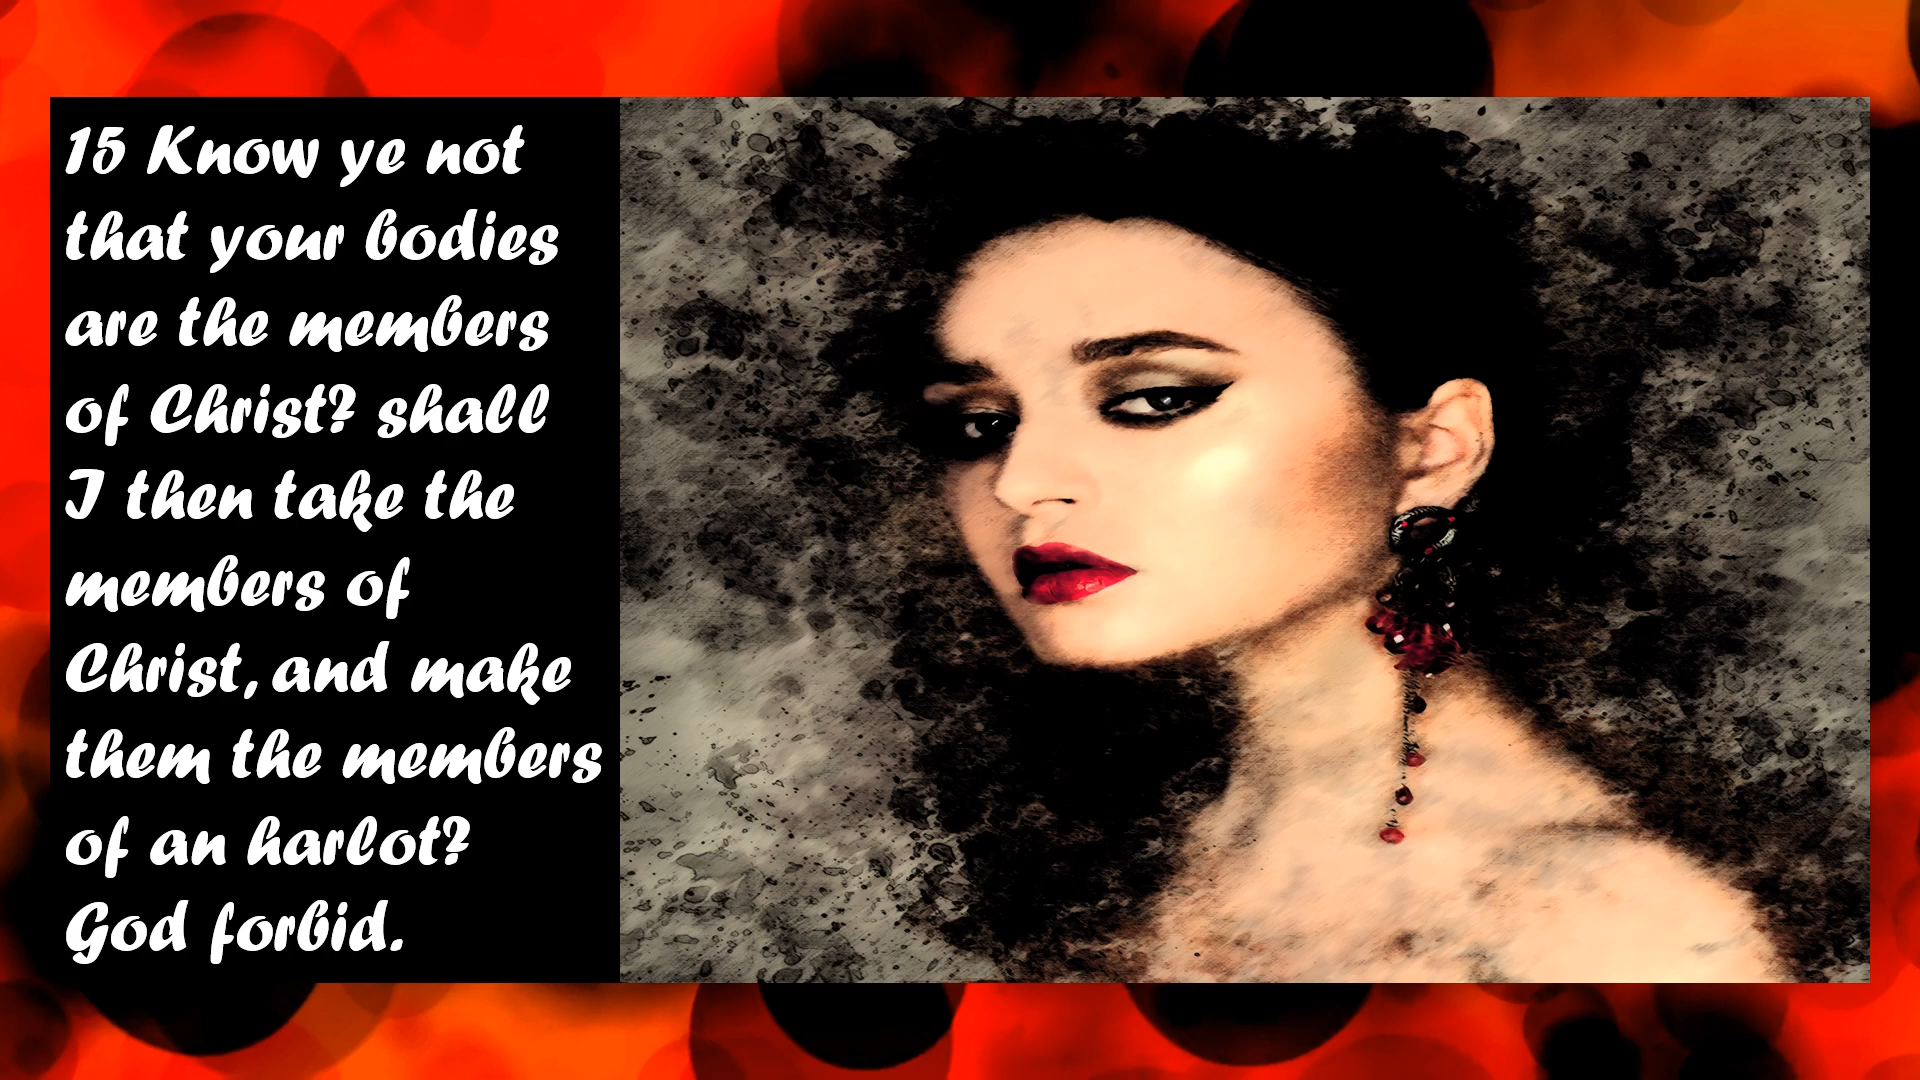 15 Know ye not
that your bodies
are the members
of Christ? shall
I then take the
members of
Christ, and make
them the members
of an harlot?
God forbid.